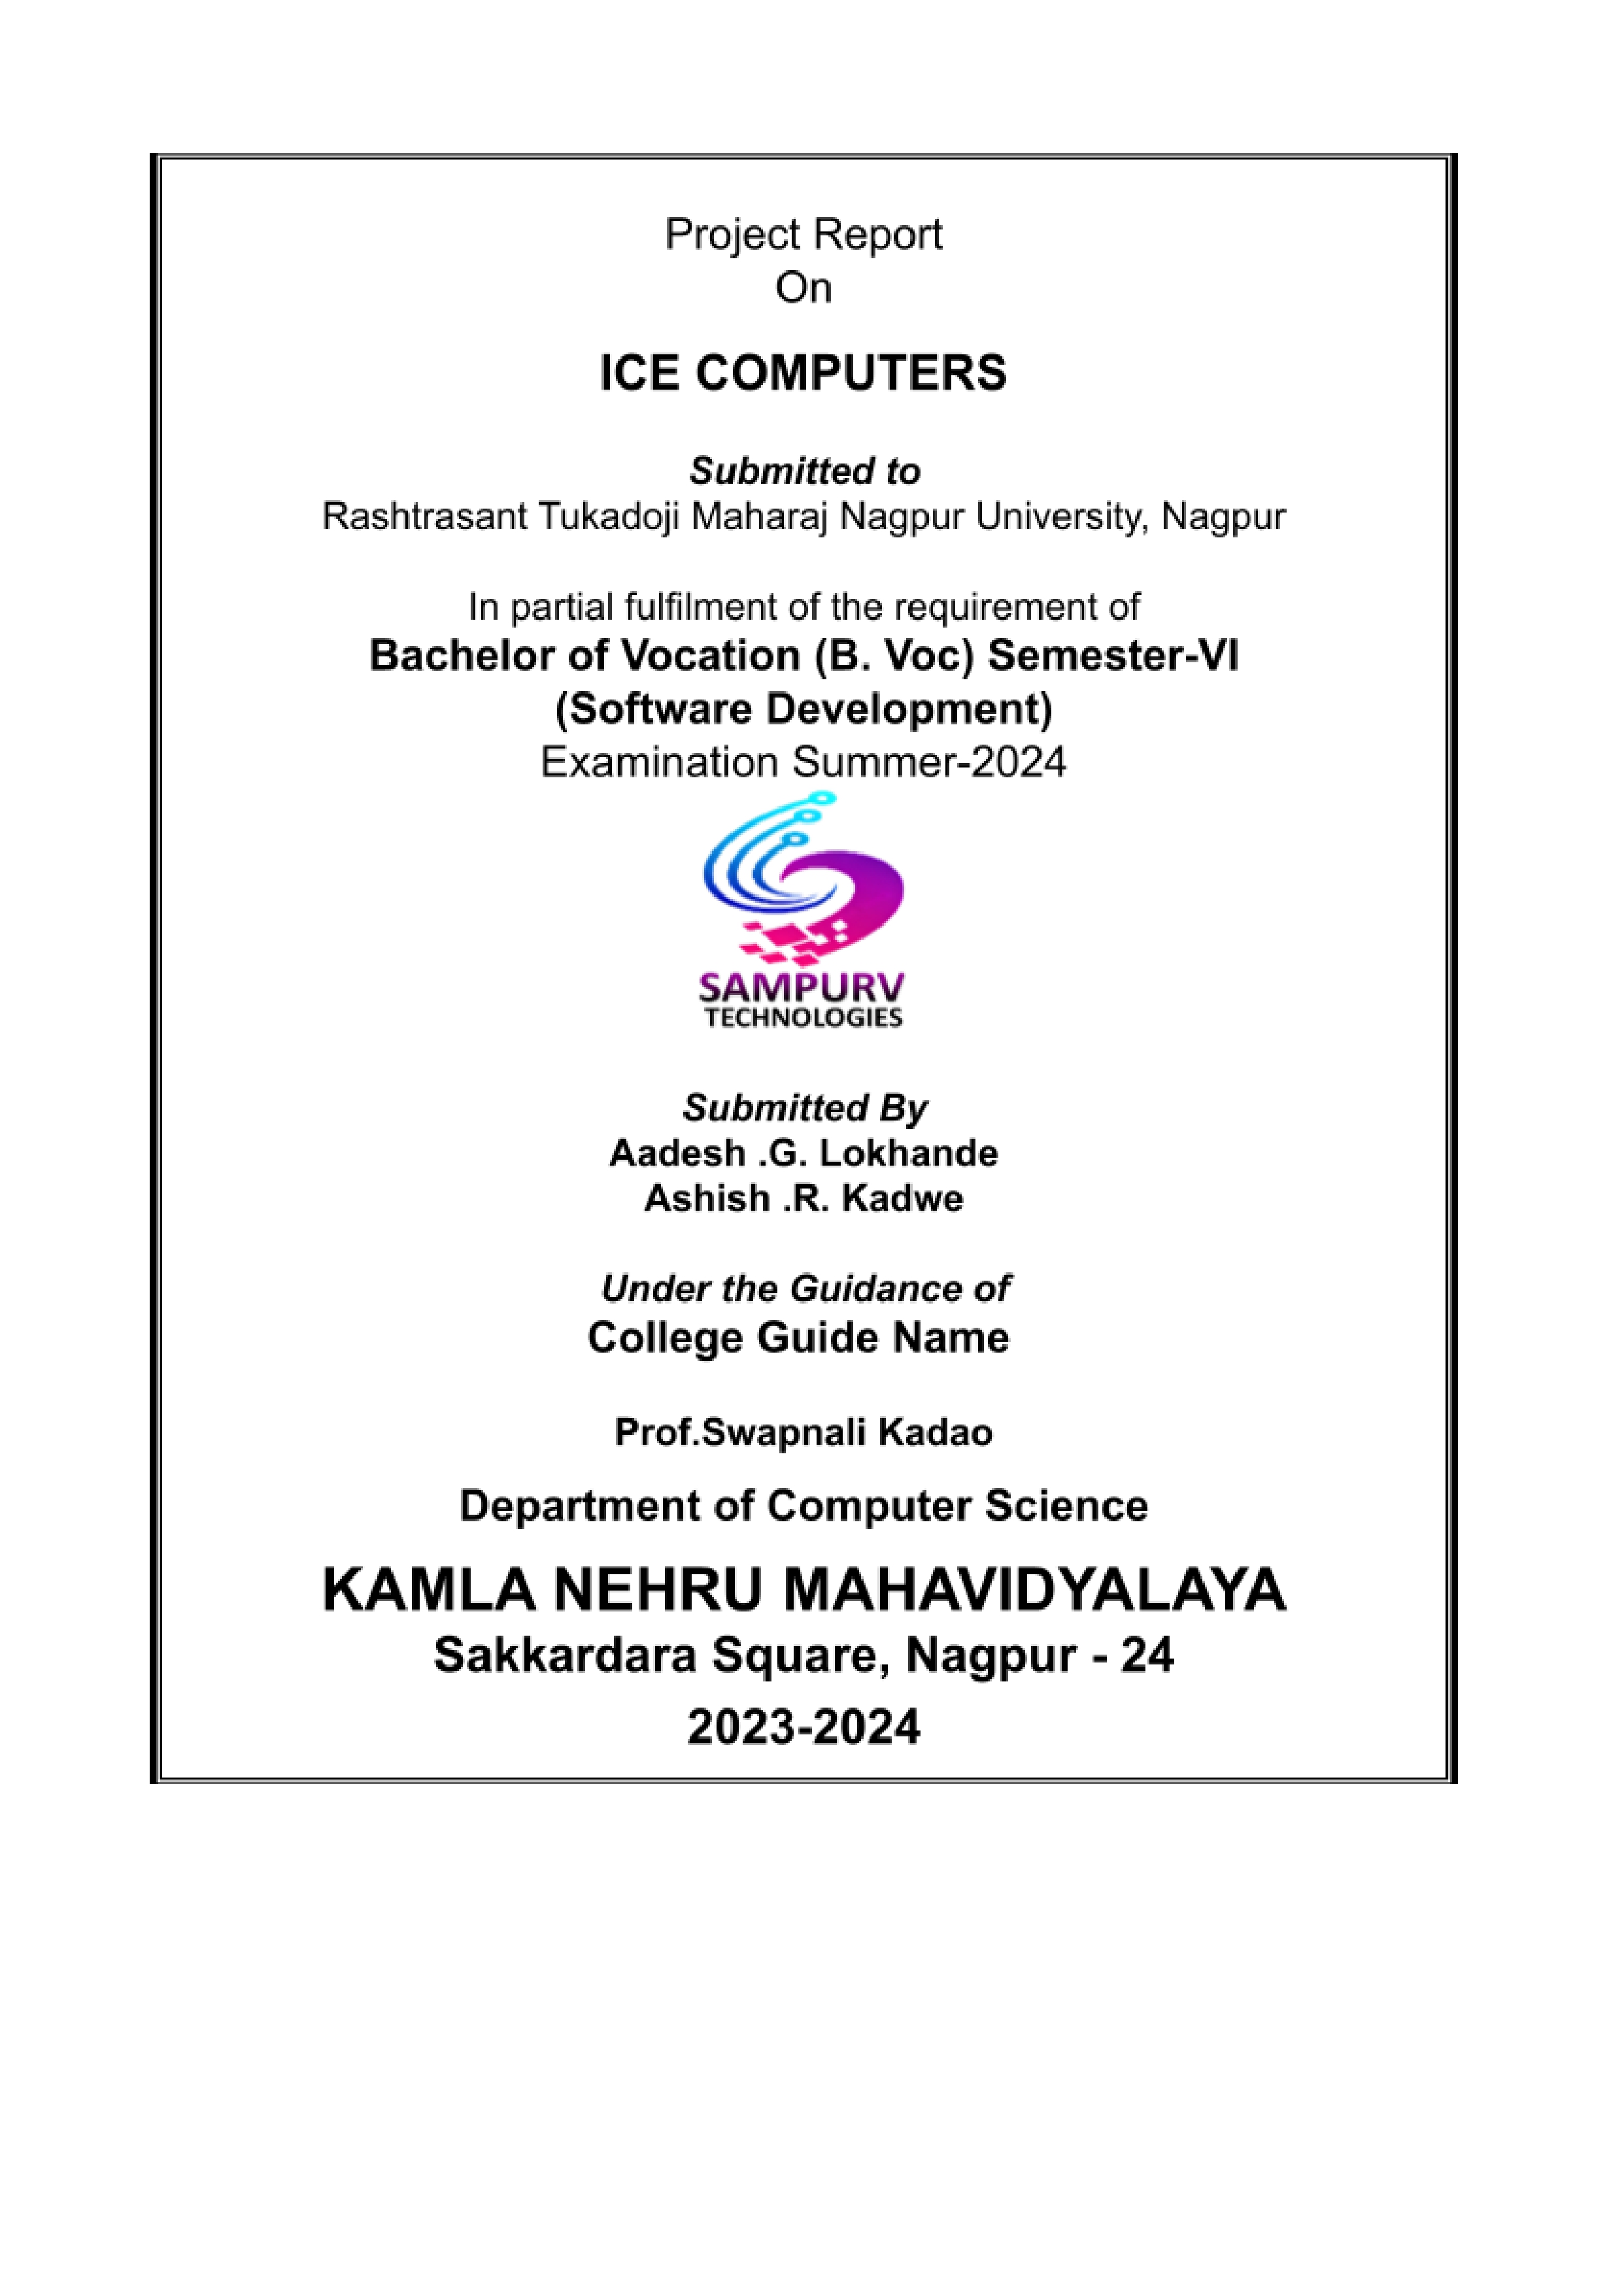 Project Report
On
ICE COMPUTERS
Submitted to
Rashtrasant Tukadoji Maharaj Nagpur University, Nagpur
In partial fulfilment of the requirement of
Bachelor of Vocation (B. Voc) Semester-VI
(Software Development)
Examination Summer-2024
SAMPURV
TECHNOLOGIES
Submitted By
Aadesh .G. Lokhande
Ashish .R. Kadwe
Under the Guidance of
College Guide Name
Prof.Swapnali Kadao
Department of Computer Science
KAMLA NEHRU MAHAVIDYALAYA
Sakkardara Square, Nagpur - 24
2023-2024